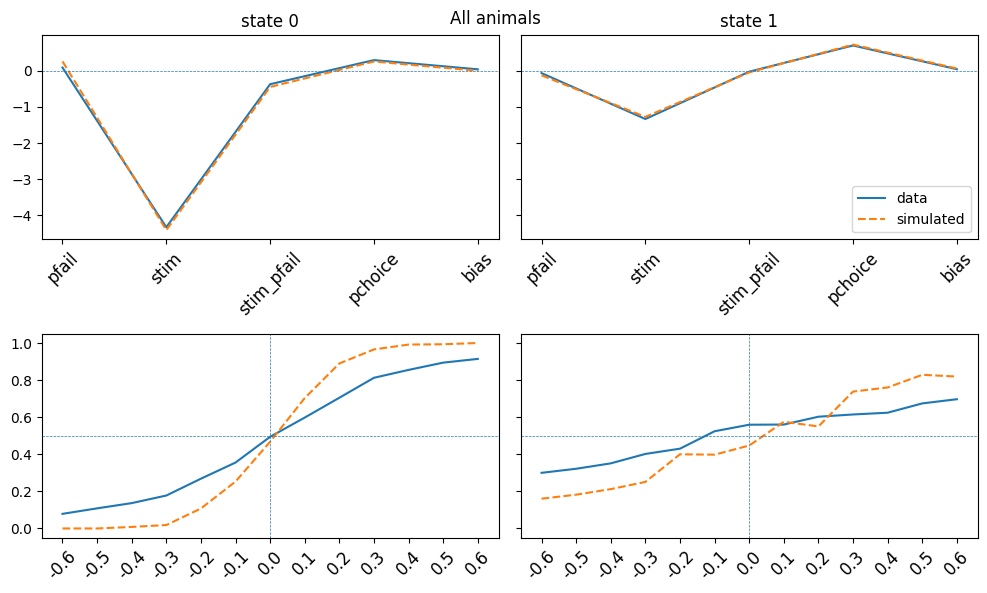 All animals
state 0
state 1
0
−1
−2
−3
−4
data
simulated
pfail
stim
stim_pfail
pchoice
bias
pfail
stim
stim_pfail
pchoice
bias
1.0
0.8
0.6
0.4
0.2
0.0
-0.6
-0.5
-0.4
-0.3
-0.2
-0.1
0.0
0.1
0.2
0.3
0.4
0.5
0.6
-0.6
-0.5
-0.4
-0.3
-0.2
-0.1
0.0
0.1
0.2
0.3
0.4
0.5
0.6